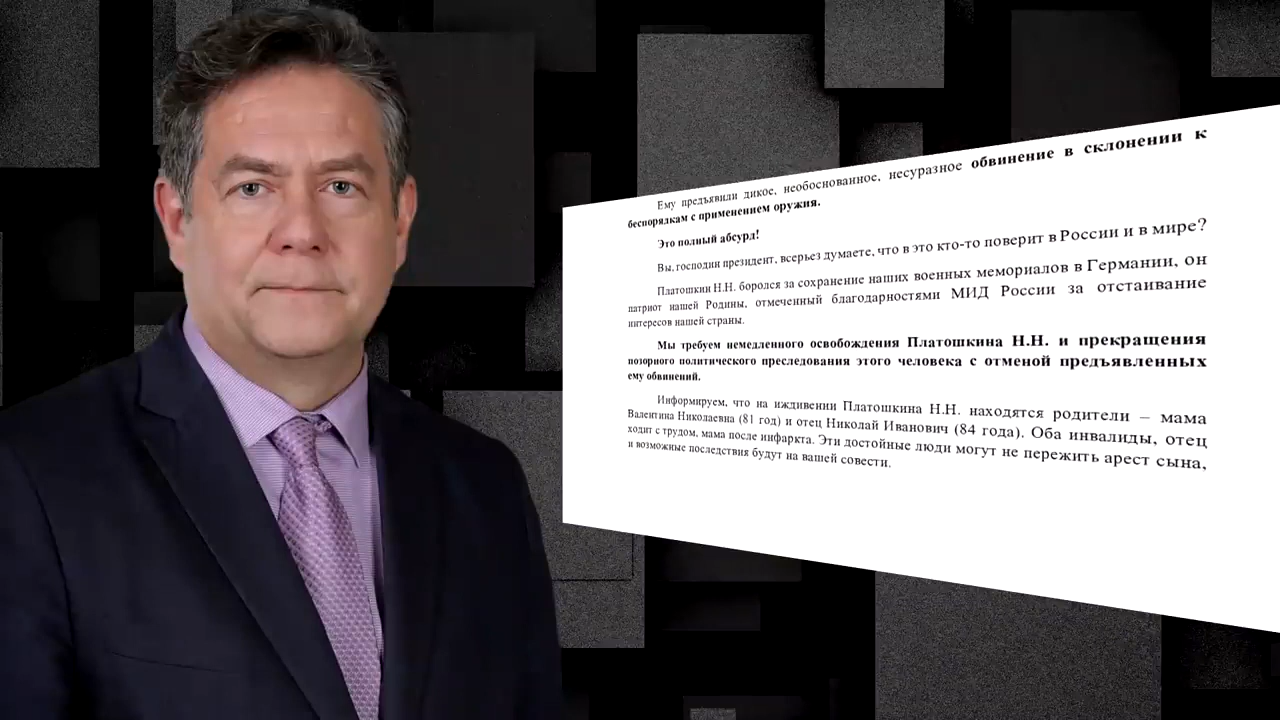 Ему предъявили дикое, необоснованное, несуразное обвинение в склонении к
беспорядкам с применением оружия.
Это полный абсурд!
Вы, господин президент, всерьез думаете, что в это кто-то поверит в России и в мире?
Платошкин Н.Н. боролся за сохранение наших военных мемориалов в Германии, он
патриот нашей Родины, отмеченный благодарностями МИД России за отстаивание
интересов нашей страны.
Мы требуем немедленного освобождения Платошкина Н.Н. и прекращения
позорного политического преследования этого человека с отменой предъявленных
ему обвинений.
Информируем, что на иждивении Платошкина Н.Н. находятся родители – мама
Валентина Николаевна (81 год) и отец Николай Иванович (84 года). Оба инвалиды, отец
ходит с трудом, мама после инфаркта. Эти достойные люди могут не пережить арест сына,
и возможные последствия будут на вашей совести.